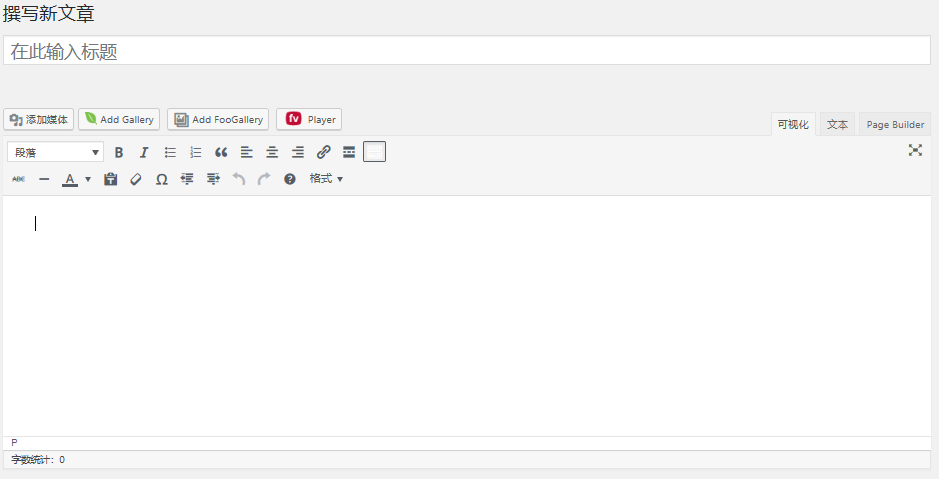 撰写新文章
在此输入标题
添加媒体 Add Gallery Add FooGallery fv Player
可视化 文本 Page Builder
段落 B I
ABC A Ω 格式
P
字数统计：0